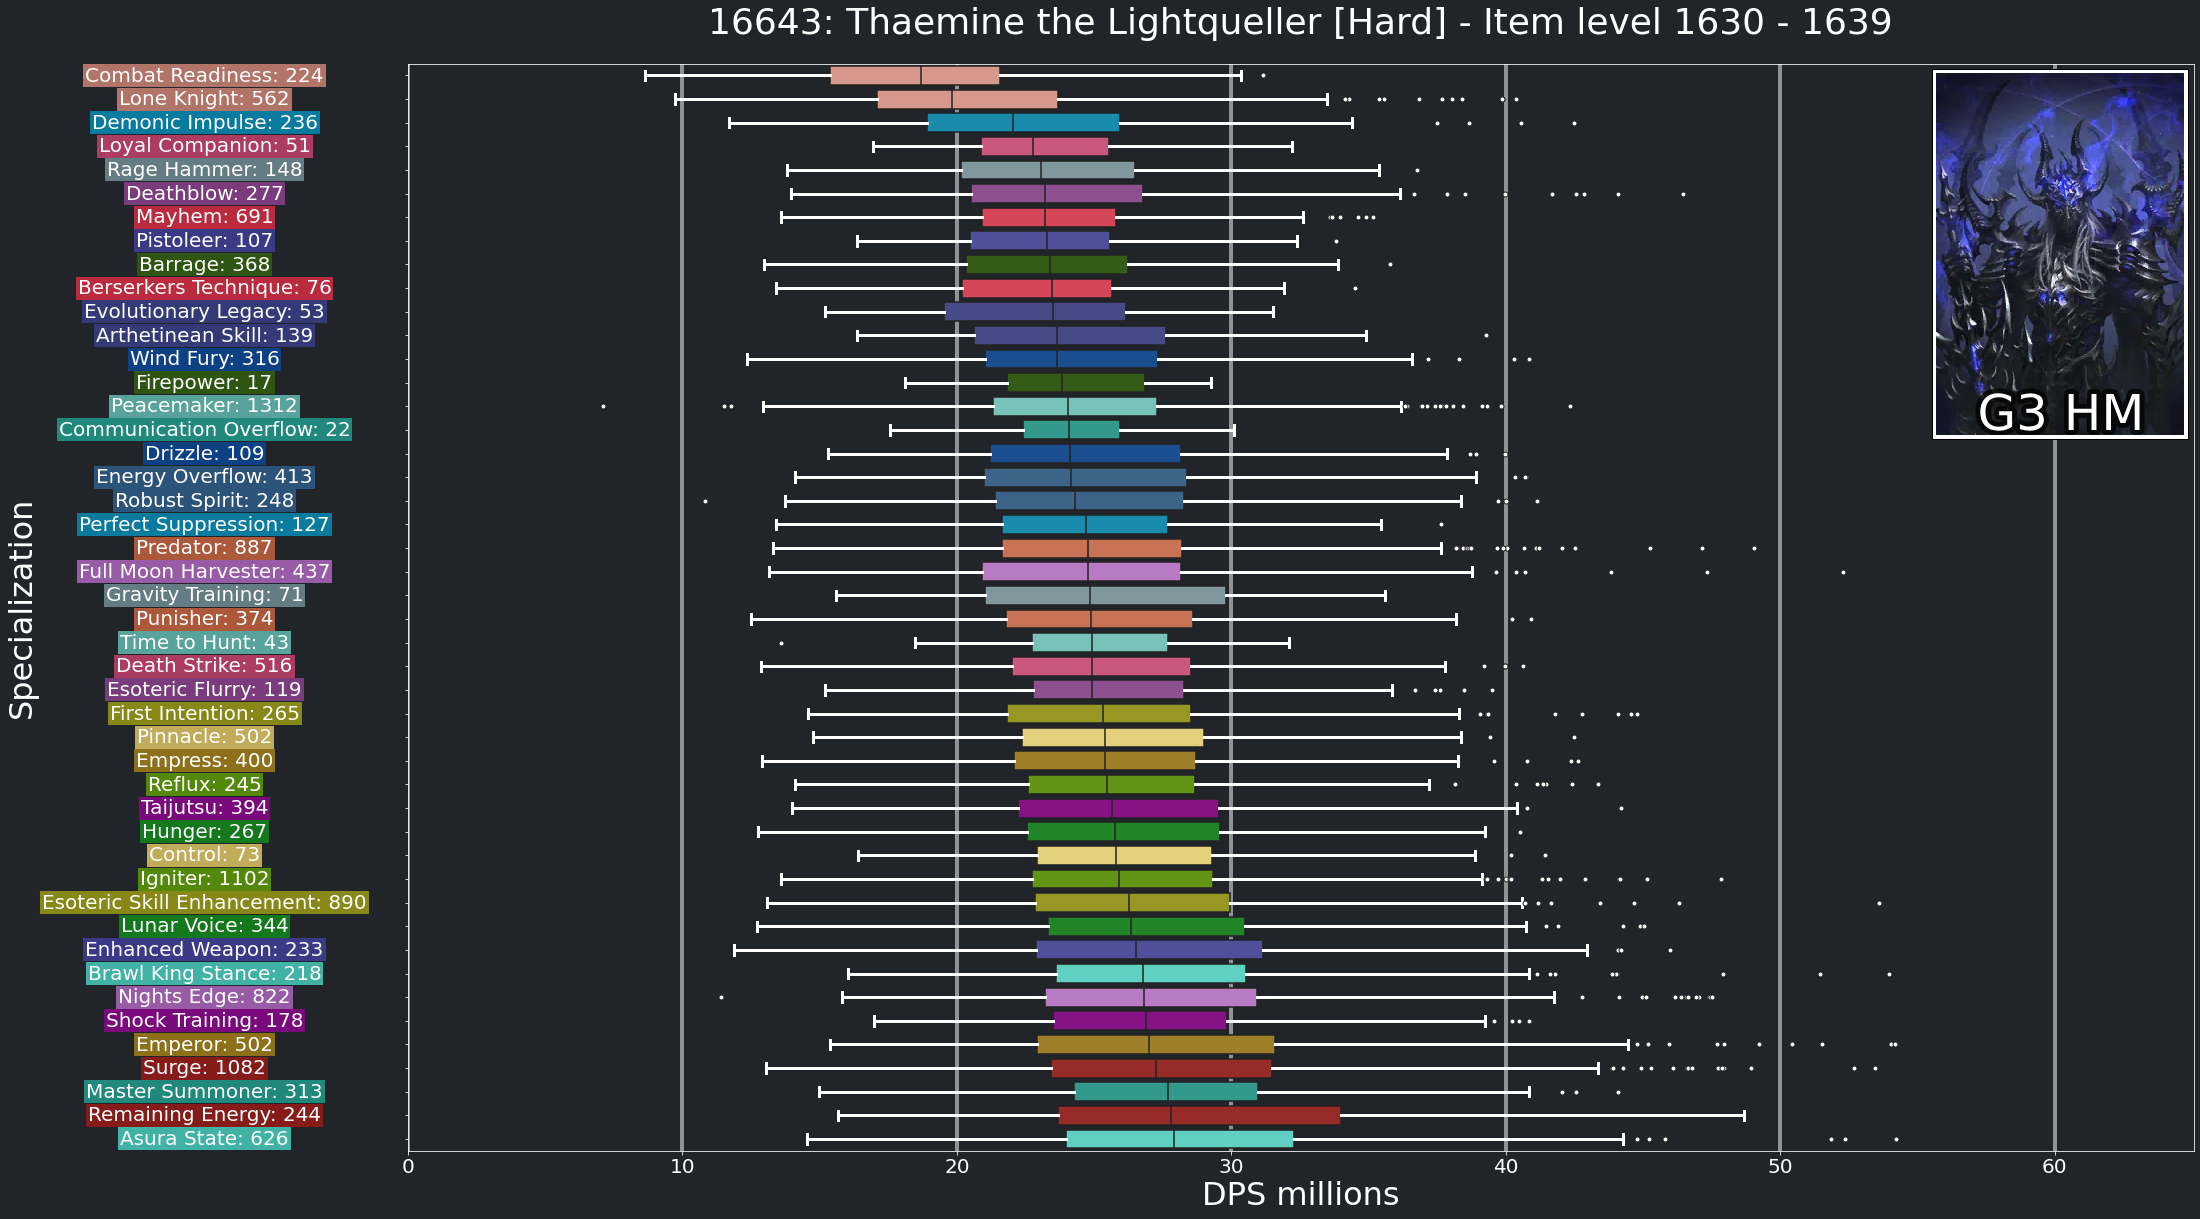 16643: Thaemine the Lightqueller [Hard] - Item level 1630 - 1639
Specialization
Combat Readiness: 224
Lone Knight: 562
Demonic Impulse: 236
Loyal Companion: 51
Rage Hammer: 148
Deathblow: 277
Mayhem: 691
Pistoleer: 107
Barrage: 368
Berserkers Technique: 76
Evolutionary Legacy: 53
Arthetinean Skill: 139
Wind Fury: 316
Firepower: 17
Peacemaker: 1312
Communication Overflow: 22
Drizzle: 109
Energy Overflow: 413
Robust Spirit: 248
Perfect Suppression: 127
Predator: 887
Full Moon Harvester: 437
Gravity Training: 71
Punisher: 374
Time to Hunt: 43
Death Strike: 516
Esoteric Flurry: 119
First Intention: 265
Pinnacle: 502
Empress: 400
Reflux: 245
Taijutsu: 394
Hunger: 267
Control: 73
Igniter: 1102
Esoteric Skill Enhancement: 890
Lunar Voice: 344
Enhanced Weapon: 233
Brawl King Stance: 218
Nights Edge: 822
Shock Training: 178
Emperor: 502
Surge: 1082
Master Summoner: 313
Remaining Energy: 244
Asura State: 626
G3 HM
0 10 20 30 40 50 60
DPS millions